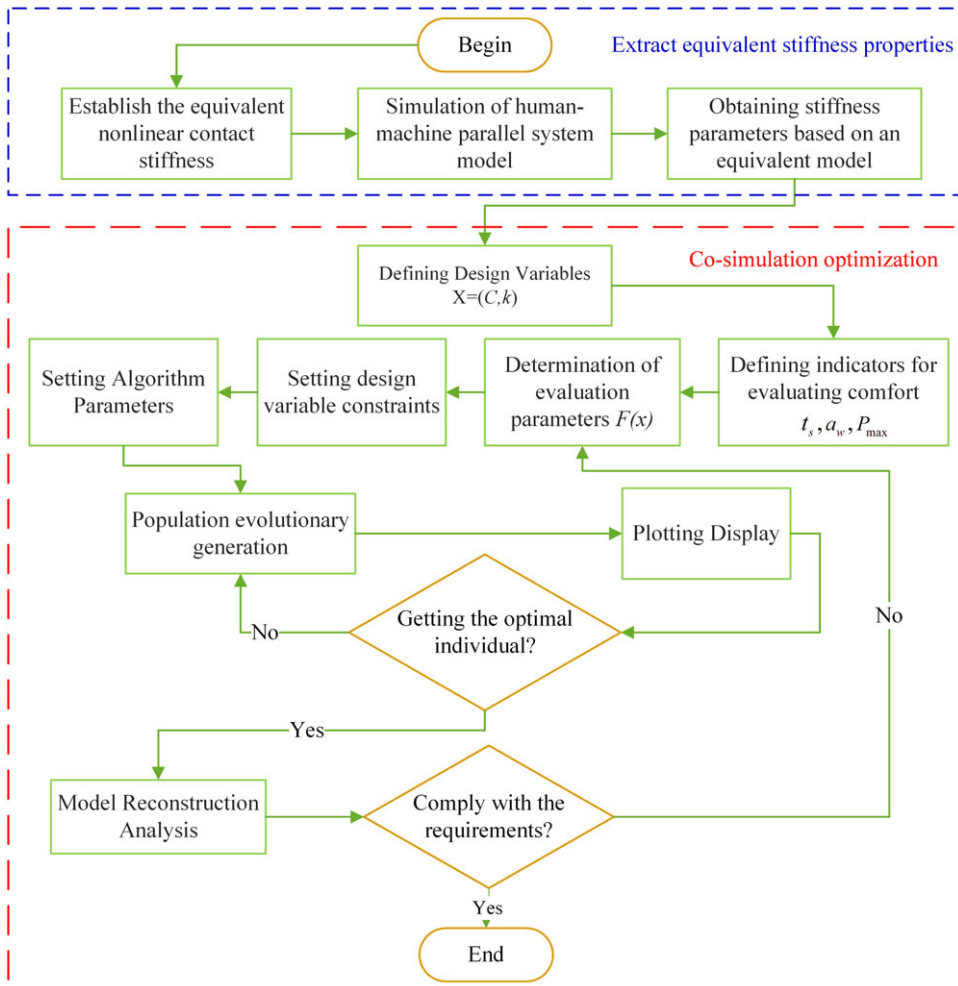 Begin
Extract equivalent stiffness properties
Establish the equivalent
nonlinear contact
stiffness
Simulation of human-
machine parallel system
model
Obtaining stiffness
parameters based on an
equivalent model
Co-simulation optimization
Defining Design Variables
X=(C,k)
Setting Algorithm
Parameters
Setting design
variable constraints
Determination of
evaluation
parameters F(x)
Defining indicators for
evaluating comfort
t_s, a_w, P_max
Population evolutionary
generation
Plotting Display
Getting the optimal
individual?
No
No
Yes
Model Reconstruction
Analysis
Comply with the
requirements?
Yes
End